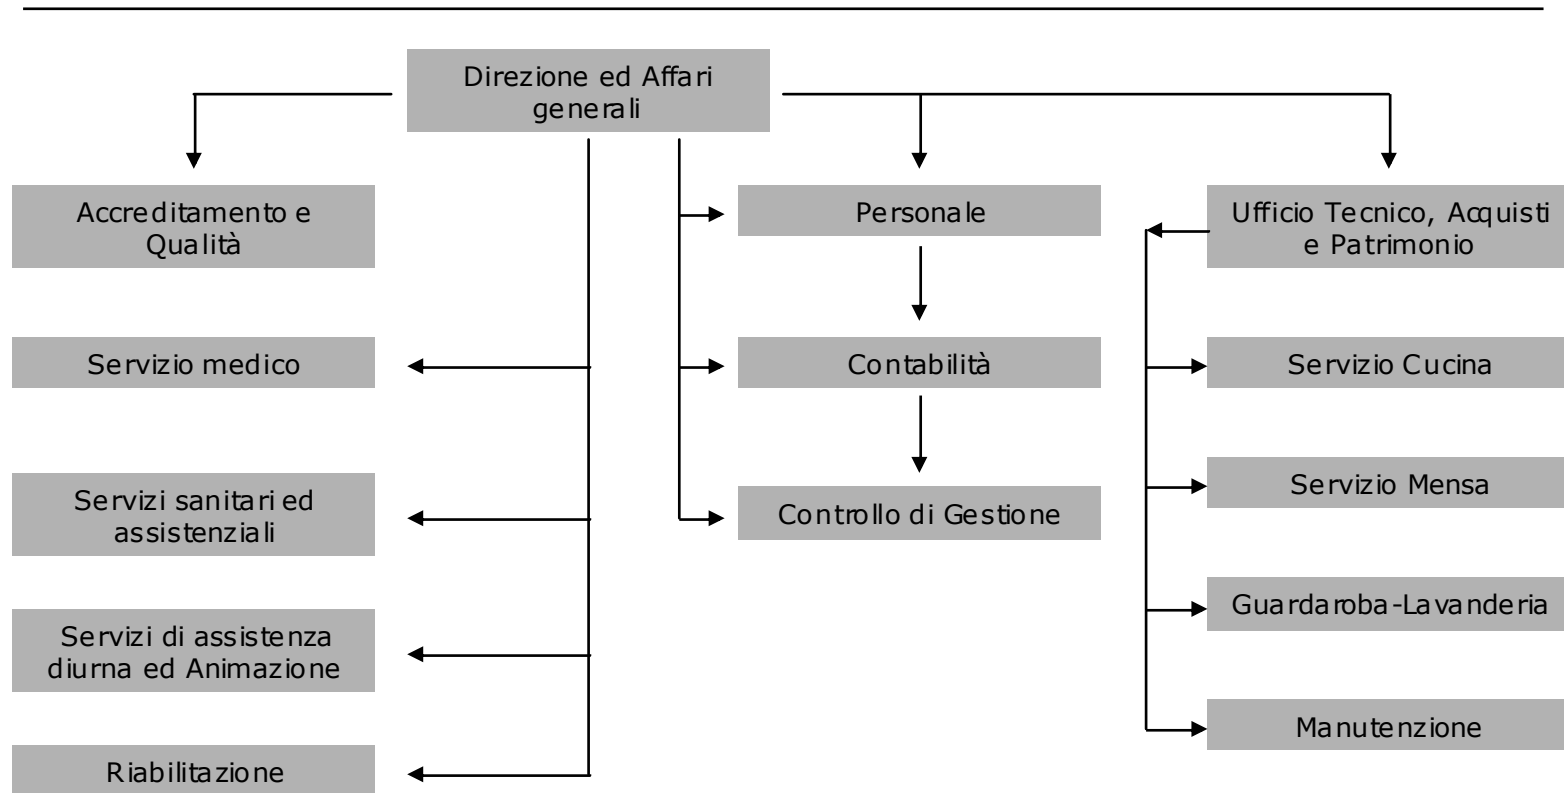 Direzione ed Affari
generali
Accreditamento e
Qualità
Personale
Ufficio Tecnico, Acquisti
e Patrimonio
Servizio medico
Contabilità
Servizio Cucina
Servizi sanitari ed
assistenziali
Controllo di Gestione
Servizio Mensa
Servizi di assistenza
diurna ed Animazione
Guardaroba-Lavanderia
Riabilitazione
Manutenzione